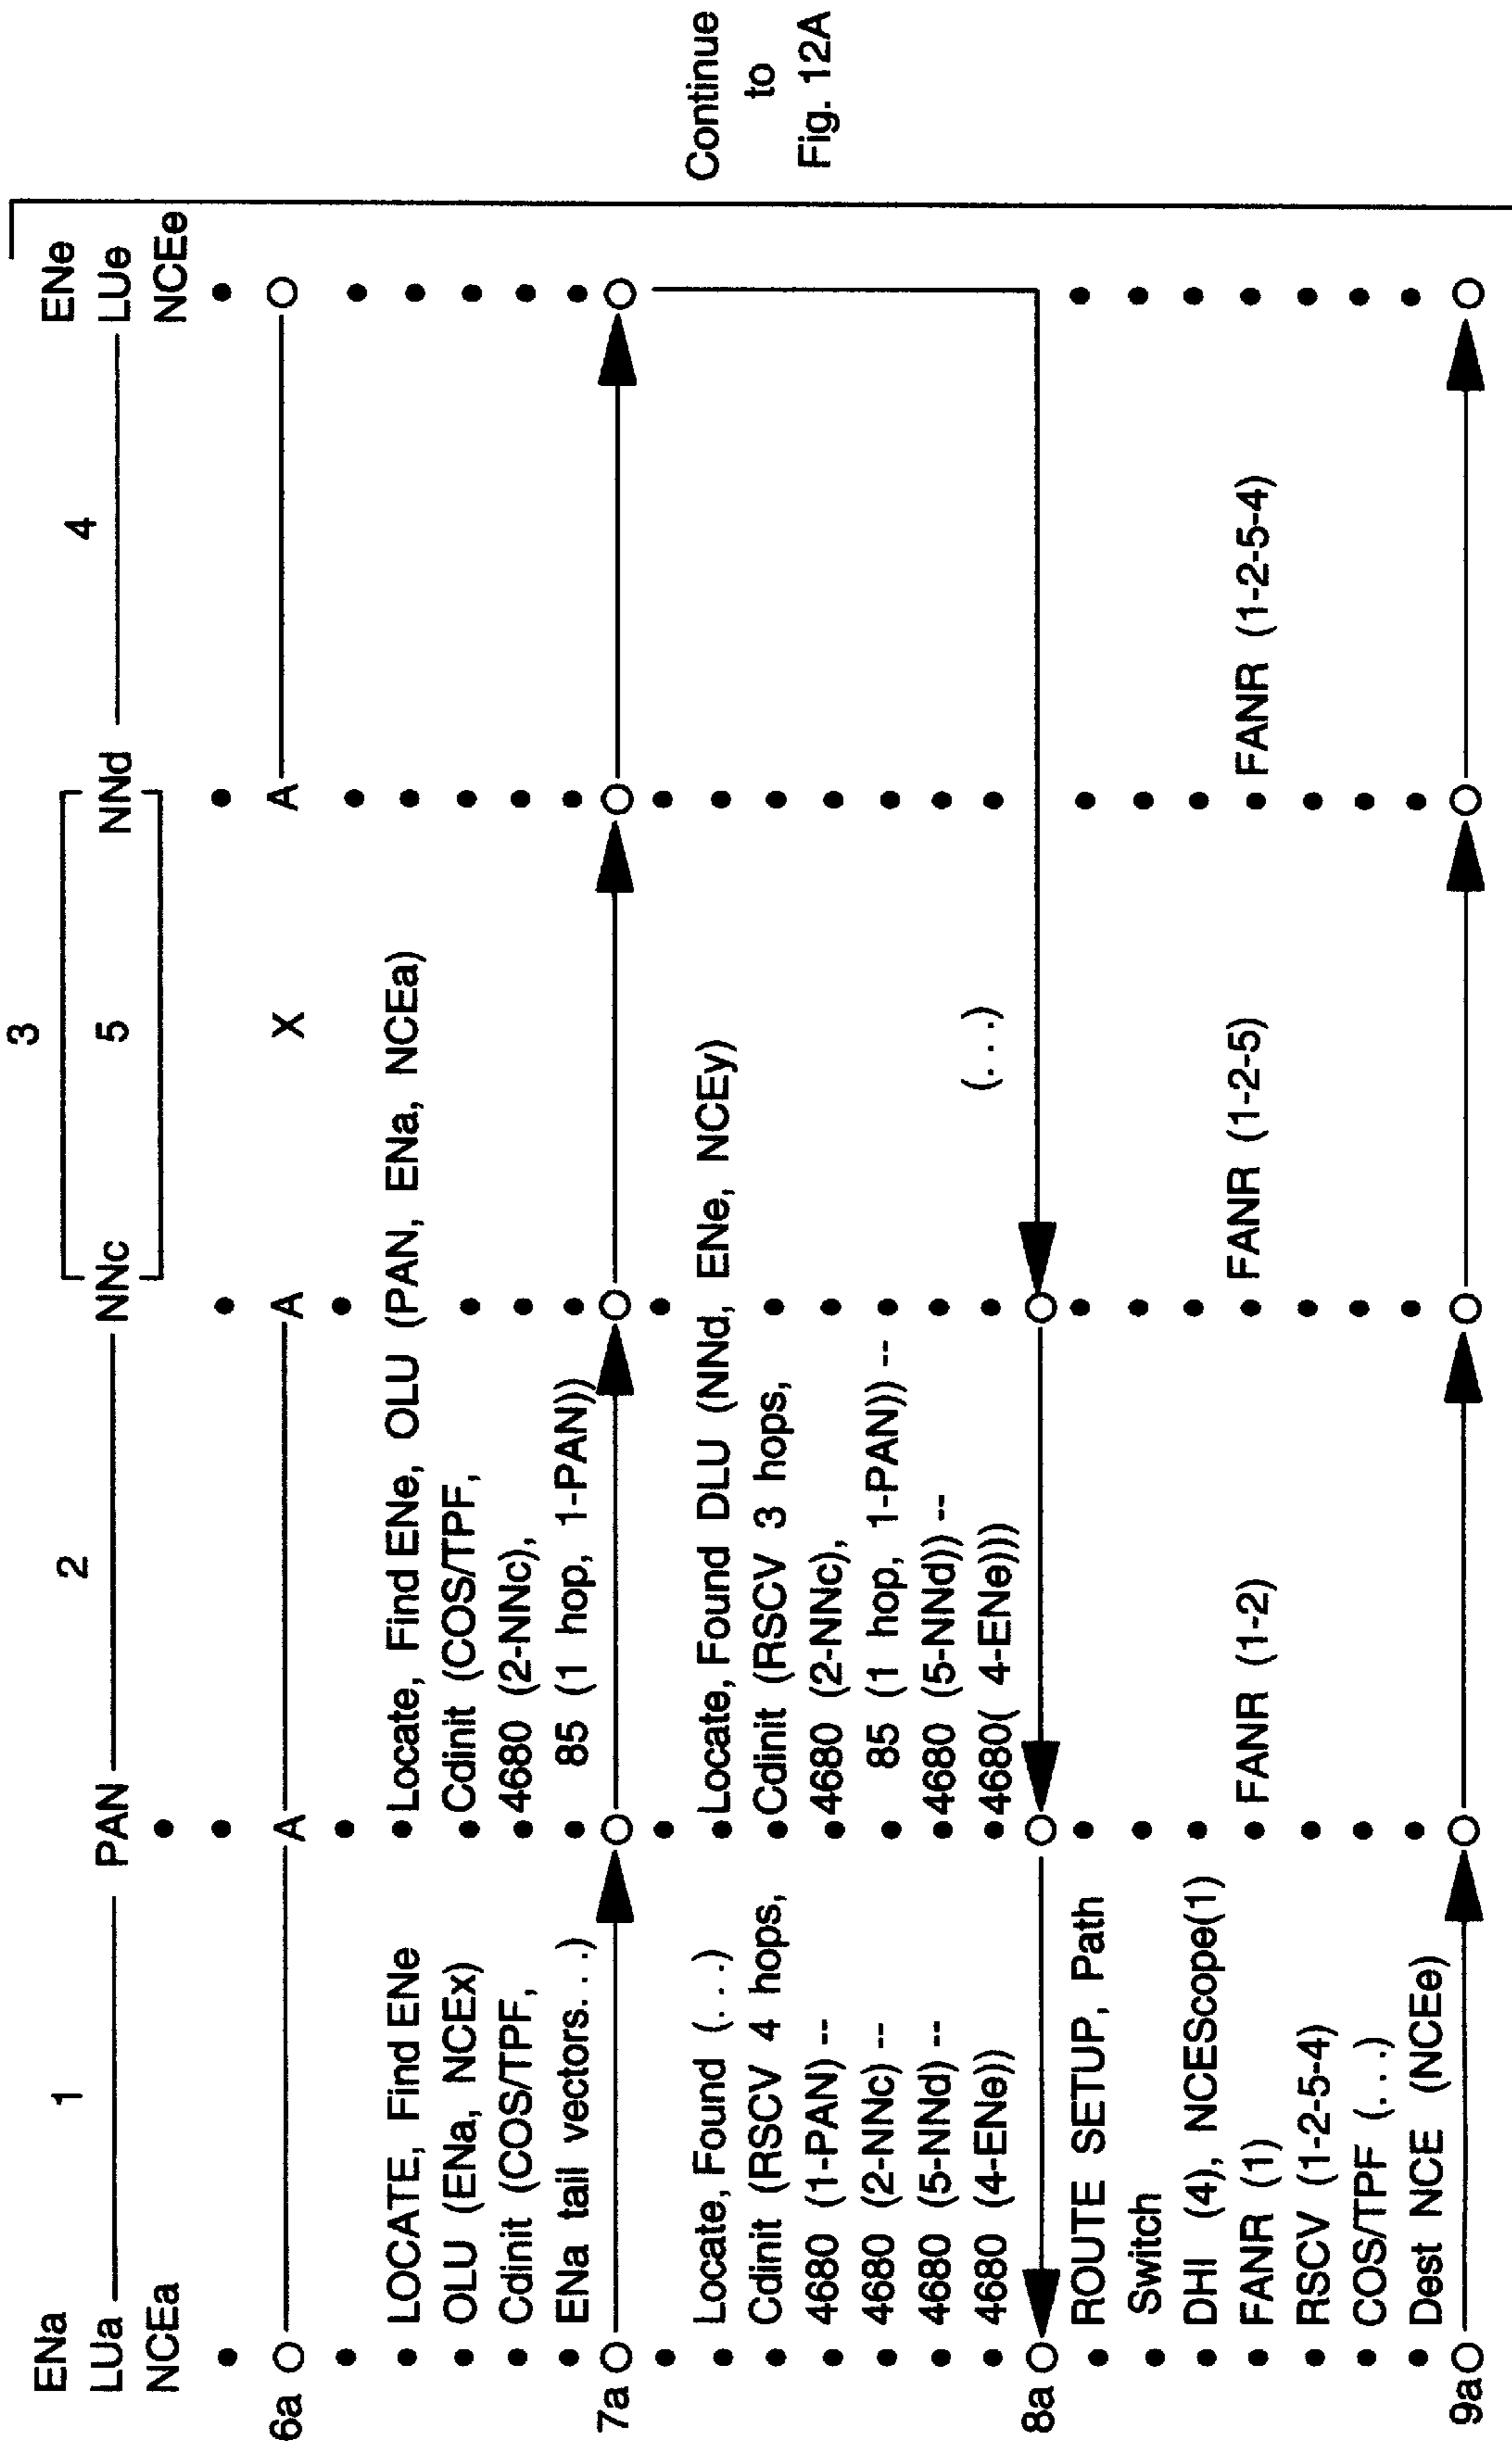 3
1
2
4
ENa
LUa
NCEa
PAN
NNc
5
NNd
ENe
LUe
NCEe
6a
A
A
X
A
LOCATE, Find ENe
OLU (ENa, NCEx)
Cdinit (COS/TPF,
ENa tail vectors. . .)
Locate, Find ENe, OLU (PAN, ENa, NCEa)
Cdinit (COS/TPF,
4680 (2-NNc),
85 (1 hop, 1-PAN))
7a
Locate, Found (. . .)
Cdinit (RSCV 4 hops,
4680 (1-PAN) --
4680 (2-NNc) --
4680 (5-NNd) --
4680 (4-ENe))
Locate, Found DLU (NNd, ENe, NCEy)
Cdinit (RSCV 3 hops,
4680 (2-NNc),
85 (1 hop, 1-PAN)) --
4680 (5-NNd)) --
4680( 4-ENe)))
(. . .)
8a
ROUTE SETUP, Path
Switch
DHI (4), NCEScope(1)
FANR (1)
RSCV (1-2-5-4)
COS/TPF (. . .)
Dest NCE (NCEe)
FANR (1-2)
FANR (1-2-5)
FANR (1-2-5-4)
9a
Continue
to
Fig. 12A